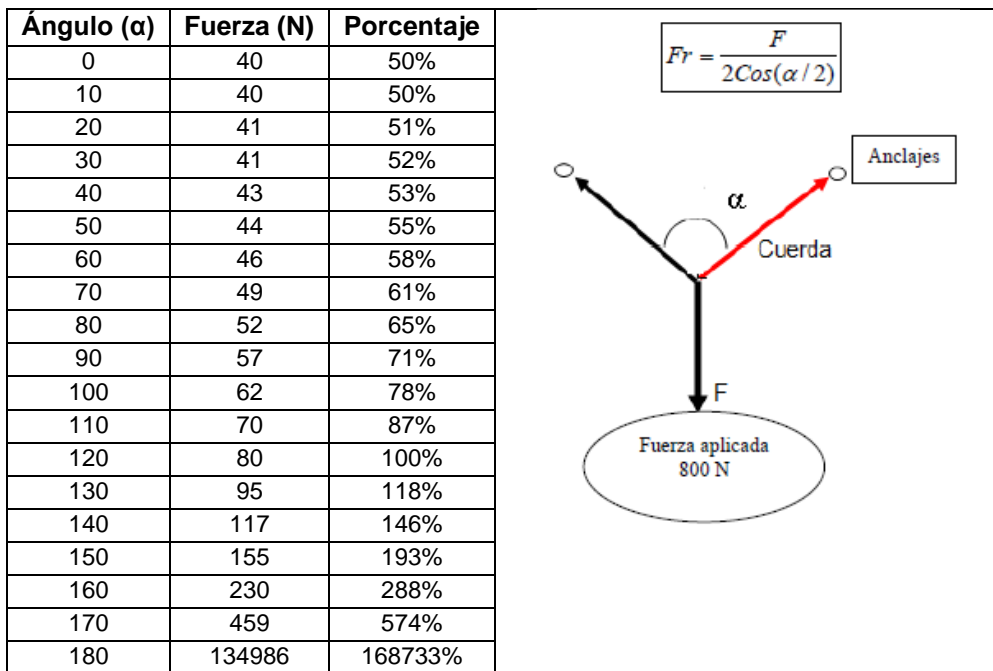 Ángulo (α) Fuerza (N) Porcentaje
0 40 50%
10 40 50%
20 41 51%
30 41 52%
40 43 53%
50 44 55%
60 46 58%
70 49 61%
80 52 65%
90 57 71%
100 62 78%
110 70 87%
120 80 100%
130 95 118%
140 117 146%
150 155 193%
160 230 288%
170 459 574%
180 134986 168733%
Fr = F / 2Cos(α / 2)
Anclajes
α
Cuerda
F
Fuerza aplicada
800 N